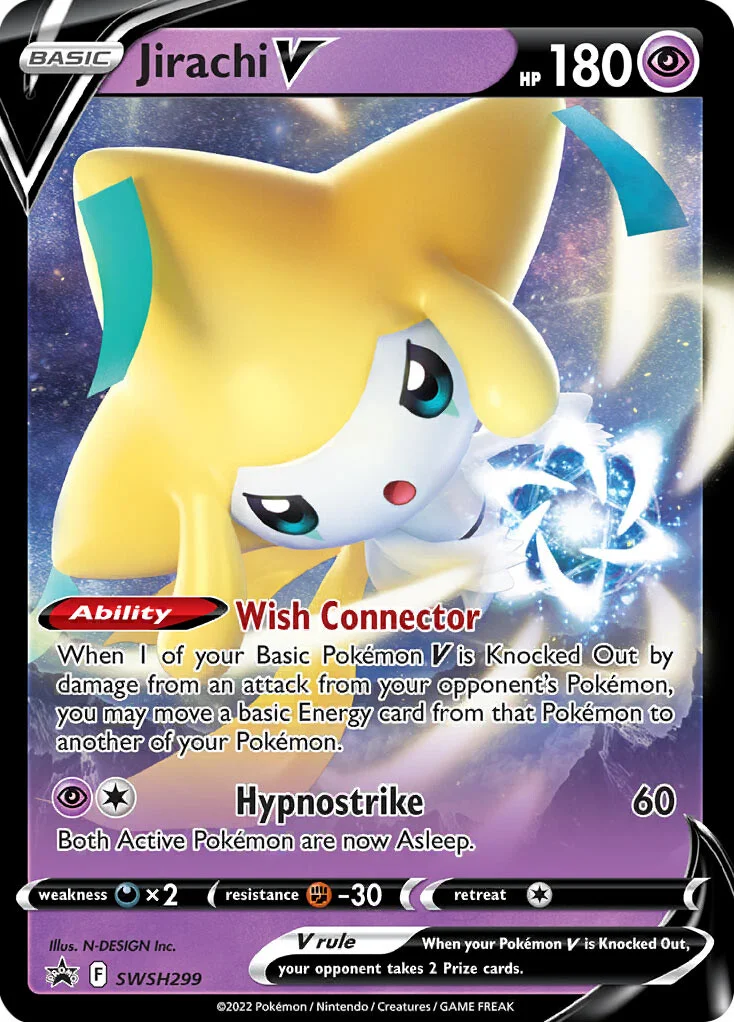 BASIC
Jirachi V
HP 180
Ability Wish Connector
When 1 of your Basic Pokémon V is Knocked Out by
damage from an attack from your opponent's Pokémon,
you may move a basic Energy card from that Pokémon to
another of your Pokémon.
Hypnostrike 60
Both Active Pokémon are now Asleep.
weakness ×2 resistance -30 retreat
Illus. N-DESIGN Inc.
V rule When your Pokémon V is Knocked Out,
your opponent takes 2 Prize cards.
PROMO F SWSH299
©2022 Pokémon / Nintendo / Creatures / GAME FREAK